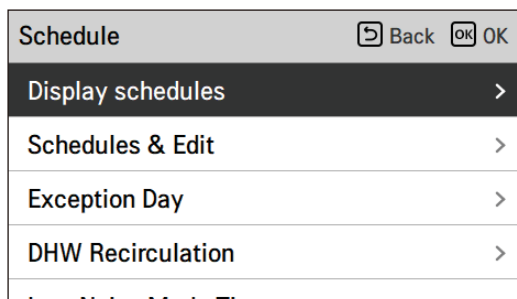 Schedule Back OK OK
Display schedules
Schedules & Edit
Exception Day
DHW Recirculation